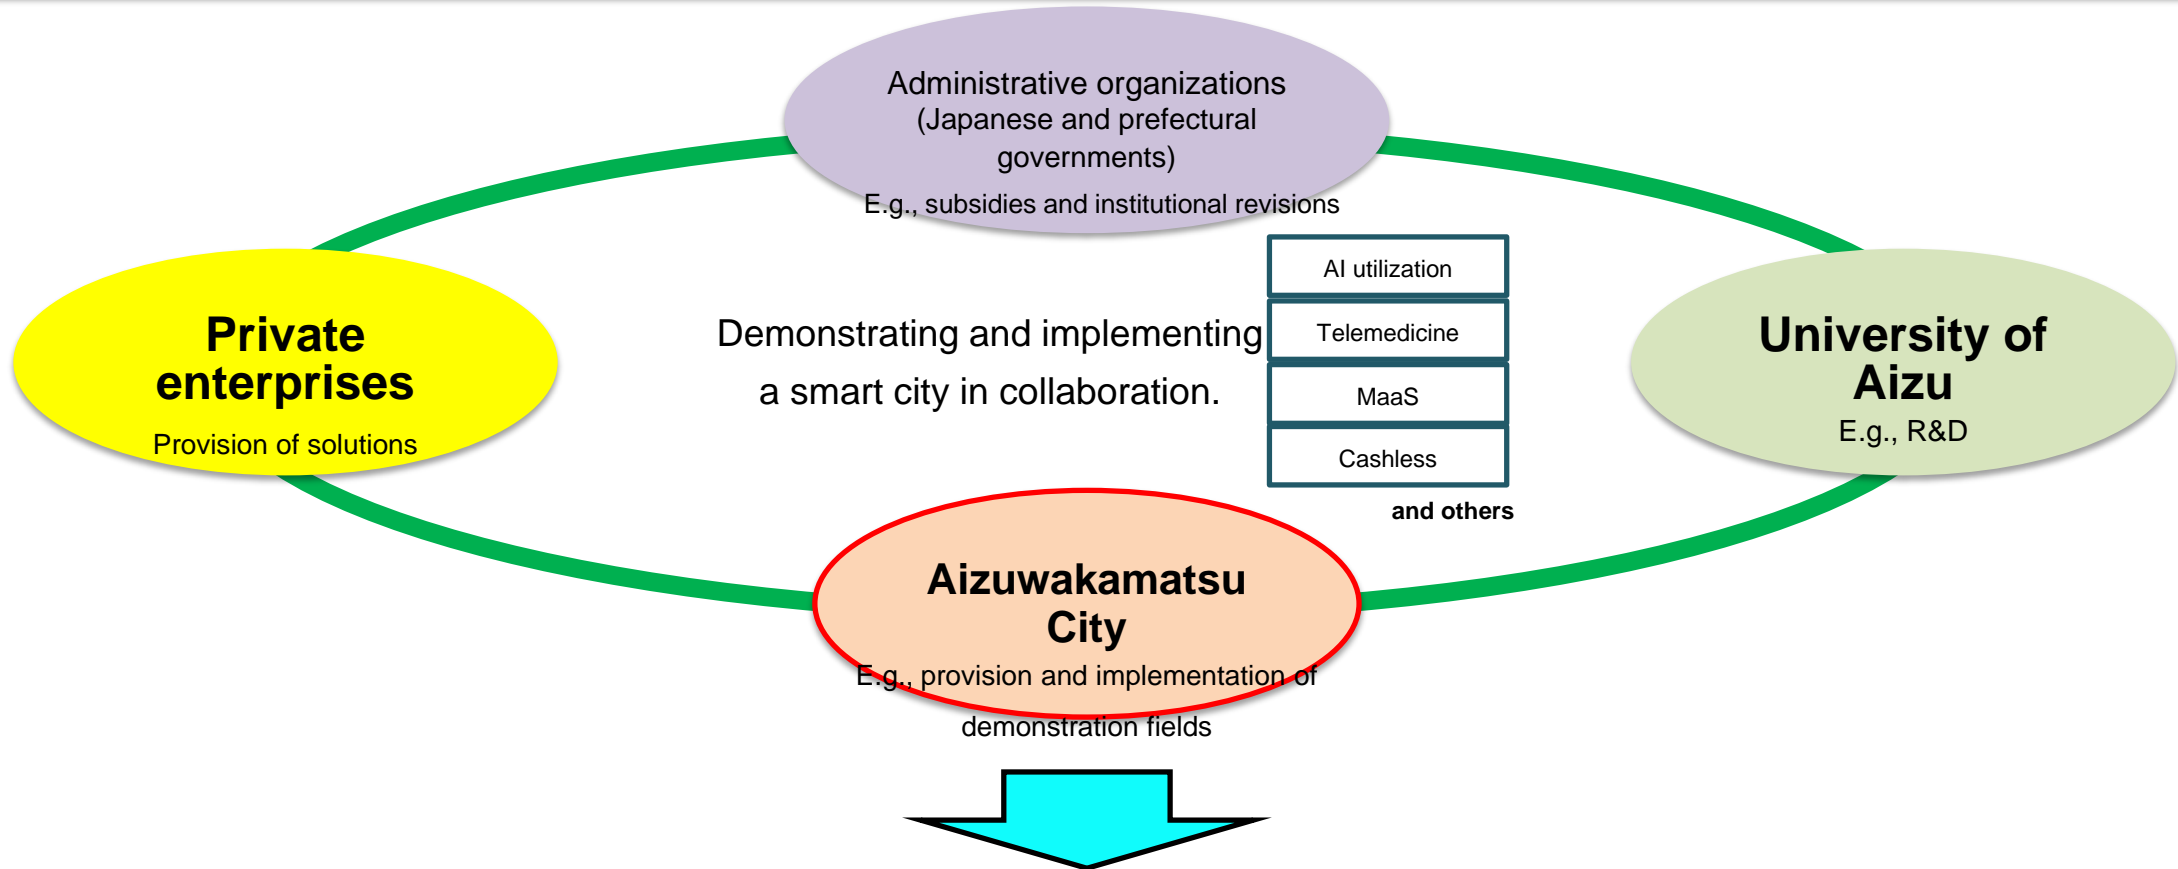 Administrative organizations
(Japanese and prefectural
governments)
E.g., subsidies and institutional revisions
Private
enterprises
Provision of solutions
Demonstrating and implementing
a smart city in collaboration.
AI utilization
Telemedicine
MaaS
Cashless
and others
University of
Aizu
E.g., R&D
Aizuwakamatsu
City
E.g., provision and implementation of
demonstration fields